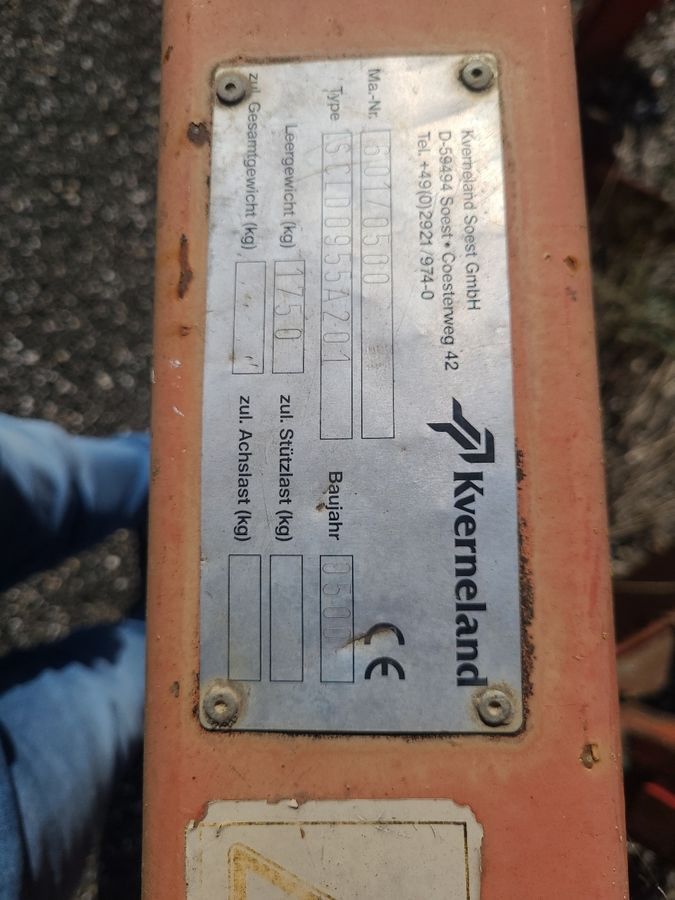 Kverneland Soest GmbH
D-59494 Soest • Coesterweg 42
Tel. +49(0)2921/974-0
Kverneland
CE
Ma.-Nr.
Type SCLD0955A201
Baujahr 0500
Leergewicht (kg) 1750
zul. Stützlast (kg)
zul. Gesamtgewicht (kg)
zul. Achslast (kg)